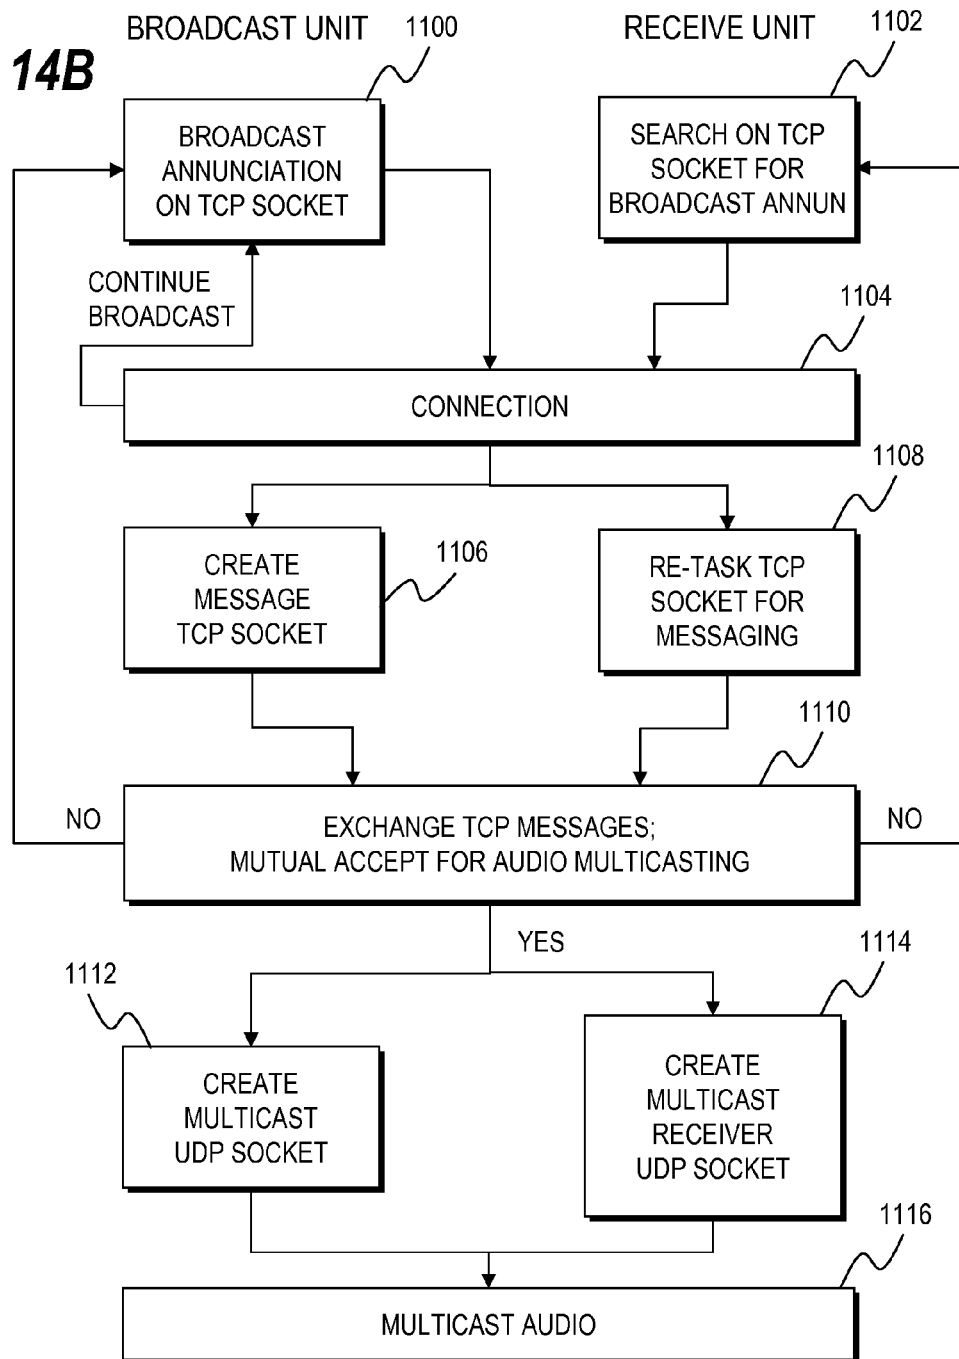 BROADCAST UNIT
1100
RECEIVE UNIT
1102
14B
BROADCAST
ANNUNCIATION
ON TCP SOCKET
SEARCH ON TCP
SOCKET FOR
BROADCAST ANNUN
CONTINUE
BROADCAST
1104
CONNECTION
1108
CREATE
MESSAGE
TCP SOCKET
1106
RE-TASK TCP
SOCKET FOR
MESSAGING
1110
NO
EXCHANGE TCP MESSAGES;
MUTUAL ACCEPT FOR AUDIO MULTICASTING
NO
YES
1112
1114
CREATE
MULTICAST
UDP SOCKET
CREATE
MULTICAST
RECEIVER
UDP SOCKET
1116
MULTICAST AUDIO